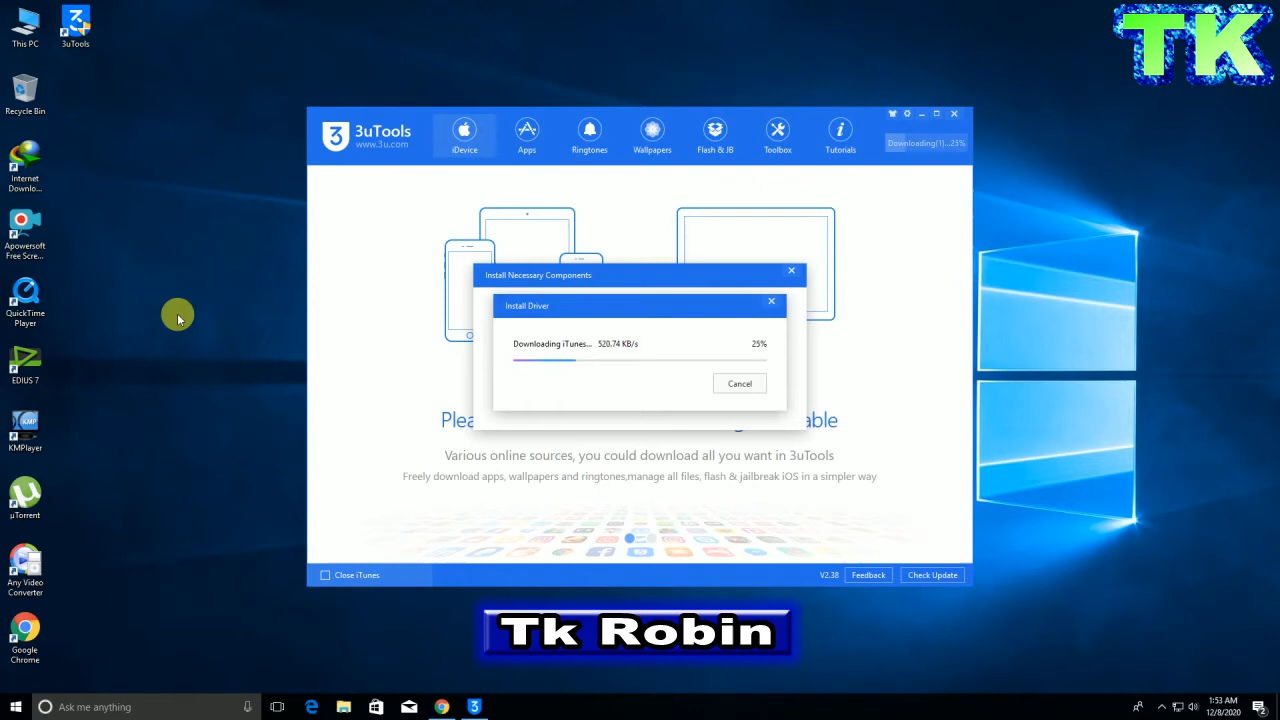 This PC
3uTools
TK
Recycle Bin
Internet
Downlo...
Apowersoft
Free Scre...
QuickTime
Player
EDIUS 7
KMP
KMPlayer
µTorrent
Any Video
Converter
Google
Chrome
3uTools
www.3u.com
iDevice
Apps
Ringtones
Wallpapers
Flash & JB
Toolbox
Tutorials
Downloading(1)...25%
Install Necessary Components
Install Driver
Downloading iTunes... 520.74 KB/s 25%
Cancel
Plea
able
Various online sources, you could download all you want in 3uTools
Freely download apps, wallpapers and ringtones,manage all files, flash & jailbreak iOS in a simpler way
Close iTunes
V2.38
Feedback
Check Update
Tk Robin
Ask me anything
1:53 AM
12/8/2020
2